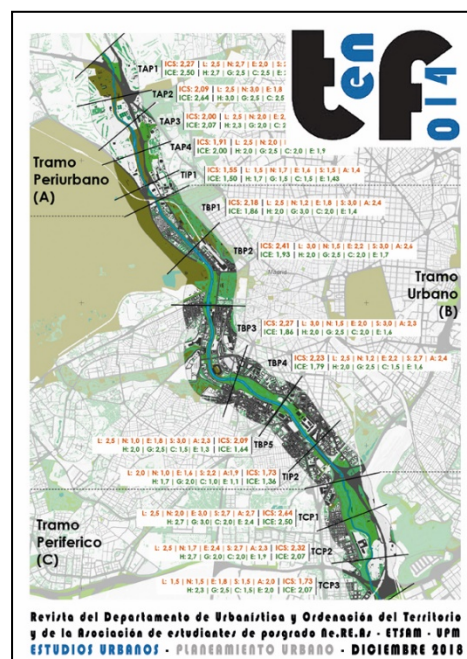 ten
f
014
TAP1
ICS: 2,27 | L: 2,5 | N: 2,7 | E: 2,0 | S: 2
ICE: 2,50 | H: 2,7 | G: 2,5 | C: 2,5 | E: 2
TAP2
ICS: 2,09 | L: 2,5 | N: 3,0 | E: 1,8
ICE: 2,64 | H: 3,0 | G: 2,5 | C: 2,5
TAP3
ICS: 2,00 | L: 2,5 | N: 2,0 | E: 2
ICE: 2,07 | H: 2,5 | G: 2,0 | C: 2
TAP4
ICS: 1,91 | L: 2,5 | N: 2,0 |
ICE: 2,00 | H: 2,0 | G: 2,5 | C: 2,0 | E: 1,9
Tramo
Periurbano
(A)
TIP1
ICS: 1,55 | L: 2,5 | N: 1,7 | E: 1,6 | S: 1,5 | A: 1,4
ICE: 1,50 | H: 1,7 | G: 1,5 | C: 1,5 | E: 1,43
TBP1
ICS: 2,18 | L: 2,5 | N: 1,2 | E: 1,8 | S: 3,0 | A: 2,4
ICE: 1,86 | H: 2,0 | G: 3,0 | C: 2,0 | E: 1,4
TBP2
ICS: 2,41 | L: 3,0 | N: 1,5 | E: 2,2 | S: 3,0 | A: 2,6
ICE: 1,93 | H: 2,0 | G: 2,5 | C: 2,0 | E: 1,7
Tramo
Urbano
(B)
TBP3
ICS: 2,27 | L: 3,0 | N: 1,5 | E: 2,0 | S: 3,0 | A: 2,3
ICE: 1,86 | H: 2,0 | G: 2,5 | C: 2,0 | E: 1,6
TBP4
ICS: 2,23 | L: 2,5 | N: 1,2 | E: 2,2 | S: 2,7 | A: 2,4
ICE: 1,79 | H: 2,0 | G: 2,5 | C: 1,5 | E: 1,6
TBP5
L: 2,5 | N: 1,0 | E: 1,8 | S: 3,0 | A: 2,3 | ICS: 2,09
H: 2,0 | G: 2,5 | C: 1,5 | E: 1,3 | ICE: 1,64
TIP2
L: 2,0 | N: 1,0 | E: 1,6 | S: 2,2 | A: 1,9 | ICS: 1,73
H: 1,7 | G: 2,0 | C: 1,0 | E: 1,1 | ICE: 1,36
Tramo
Periferico
(C)
TCP1
L: 2,5 | N: 2,0 | E: 3,0 | S: 2,7 | A: 2,7 | ICS: 2,64
H: 2,7 | G: 3,0 | C: 2,0 | E: 2,4 | ICE: 2,50
TCP2
L: 2,5 | N: 1,7 | E: 2,4 | S: 2,7 | A: 2,3 | ICS: 2,32
H: 2,7 | G: 2,0 | C: 2,0 | E: 1,9 | ICE: 2,07
TCP3
L: 1,5 | N: 1,5 | E: 1,8 | S: 1,5 | A: 2,0 | ICS: 1,73
H: 2,3 | G: 2,5 | C: 1,5 | E: 2,0 | ICE: 2,07
Revista del Departamento de Urbanística y Ordenación del Territorio
y de la Asociación de estudiantes de posgrado Ae.RE.As - ETSAM - UPM
ESTUDIOS URBANOS - PLANEAMIENTO URBANO - DICIEMBRE 2018